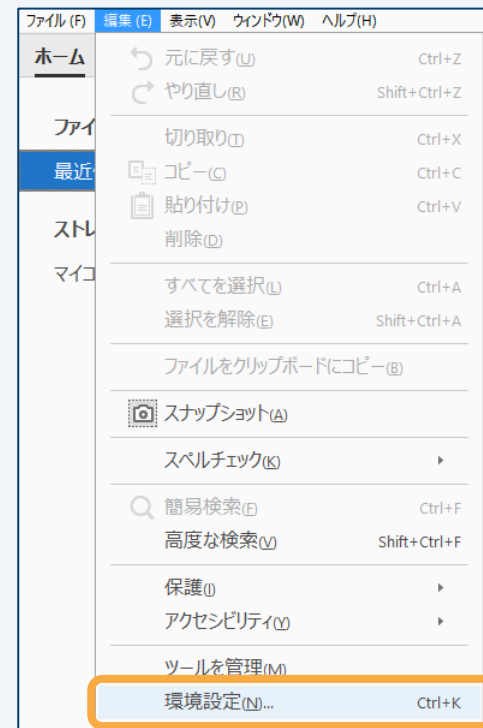 ファイル (F) 編集 (E) 表示(V) ウィンドウ(W) ヘルプ(H)
ホーム
ファイ
最近
ストレ
マイコ
元に戻す(U) Ctrl+Z
やり直し(R) Shift+Ctrl+Z
切り取り(T) Ctrl+X
コピー(C) Ctrl+C
貼り付け(P) Ctrl+V
削除(D)
すべてを選択(L) Ctrl+A
選択を解除(E) Shift+Ctrl+A
ファイルをクリップボードにコピー(B)
スナップショット(A)
スペルチェック(K)
簡易検索(F) Ctrl+F
高度な検索(V) Shift+Ctrl+F
保護(I)
アクセシビリティ(Y)
ツールを管理(M)
環境設定(N)... Ctrl+K